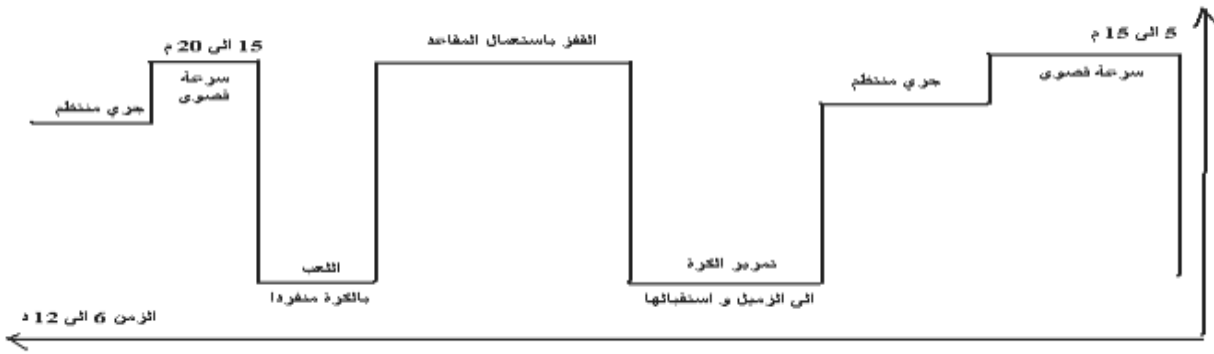 5 الى 15 م
سرعة قصوى
جري منتظم
تمرير الكرة
الى الزميل و استقبالها
القفز باستعمال المقاعد
اللعب
بالكرة منفردا
15 الى 20 م
سرعة
قصوى
جري منتظم
الزمن 6 الى 12 د